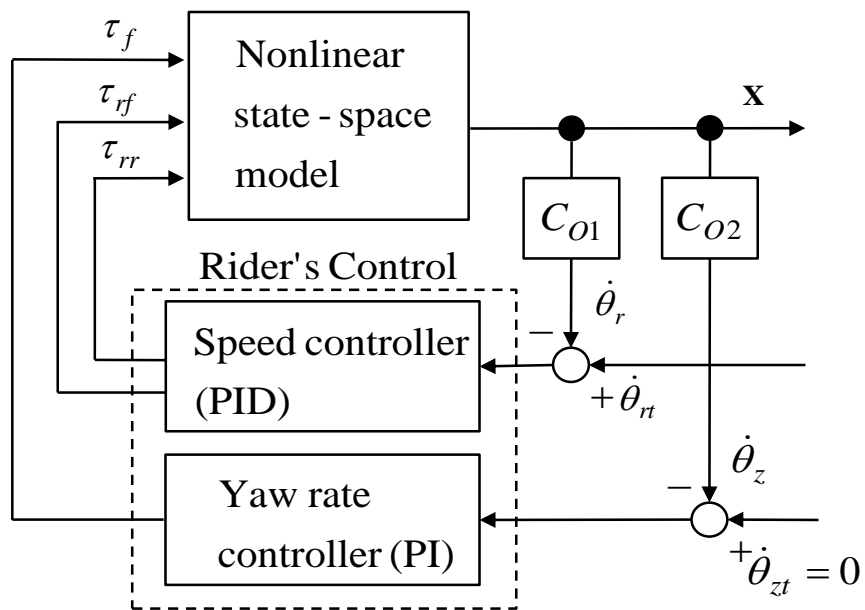 τ_f
τ_rf
τ_rr
Nonlinear
state - space
model
x
C_O1
C_O2
Rider's Control
Speed controller
(PID)
−
θ̇_r
+ θ̇_rt
Yaw rate
controller (PI)
−
θ̇_z
+
θ̇_zt = 0